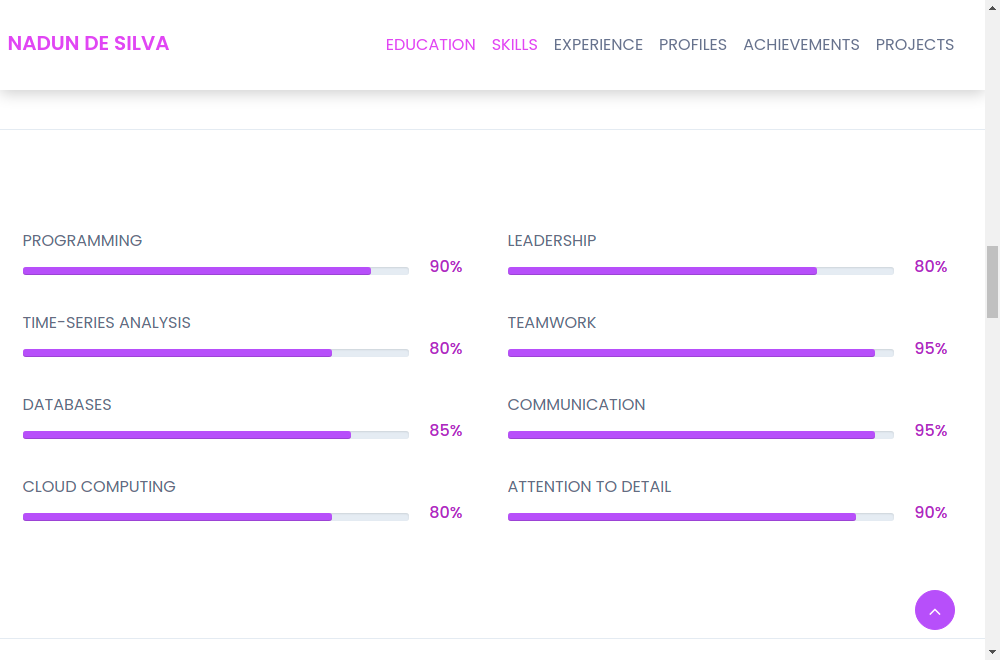 NADUN DE SILVA
EDUCATION SKILLS EXPERIENCE PROFILES ACHIEVEMENTS PROJECTS
PROGRAMMING
90%
LEADERSHIP
80%
TIME-SERIES ANALYSIS
80%
TEAMWORK
95%
DATABASES
85%
COMMUNICATION
95%
CLOUD COMPUTING
80%
ATTENTION TO DETAIL
90%